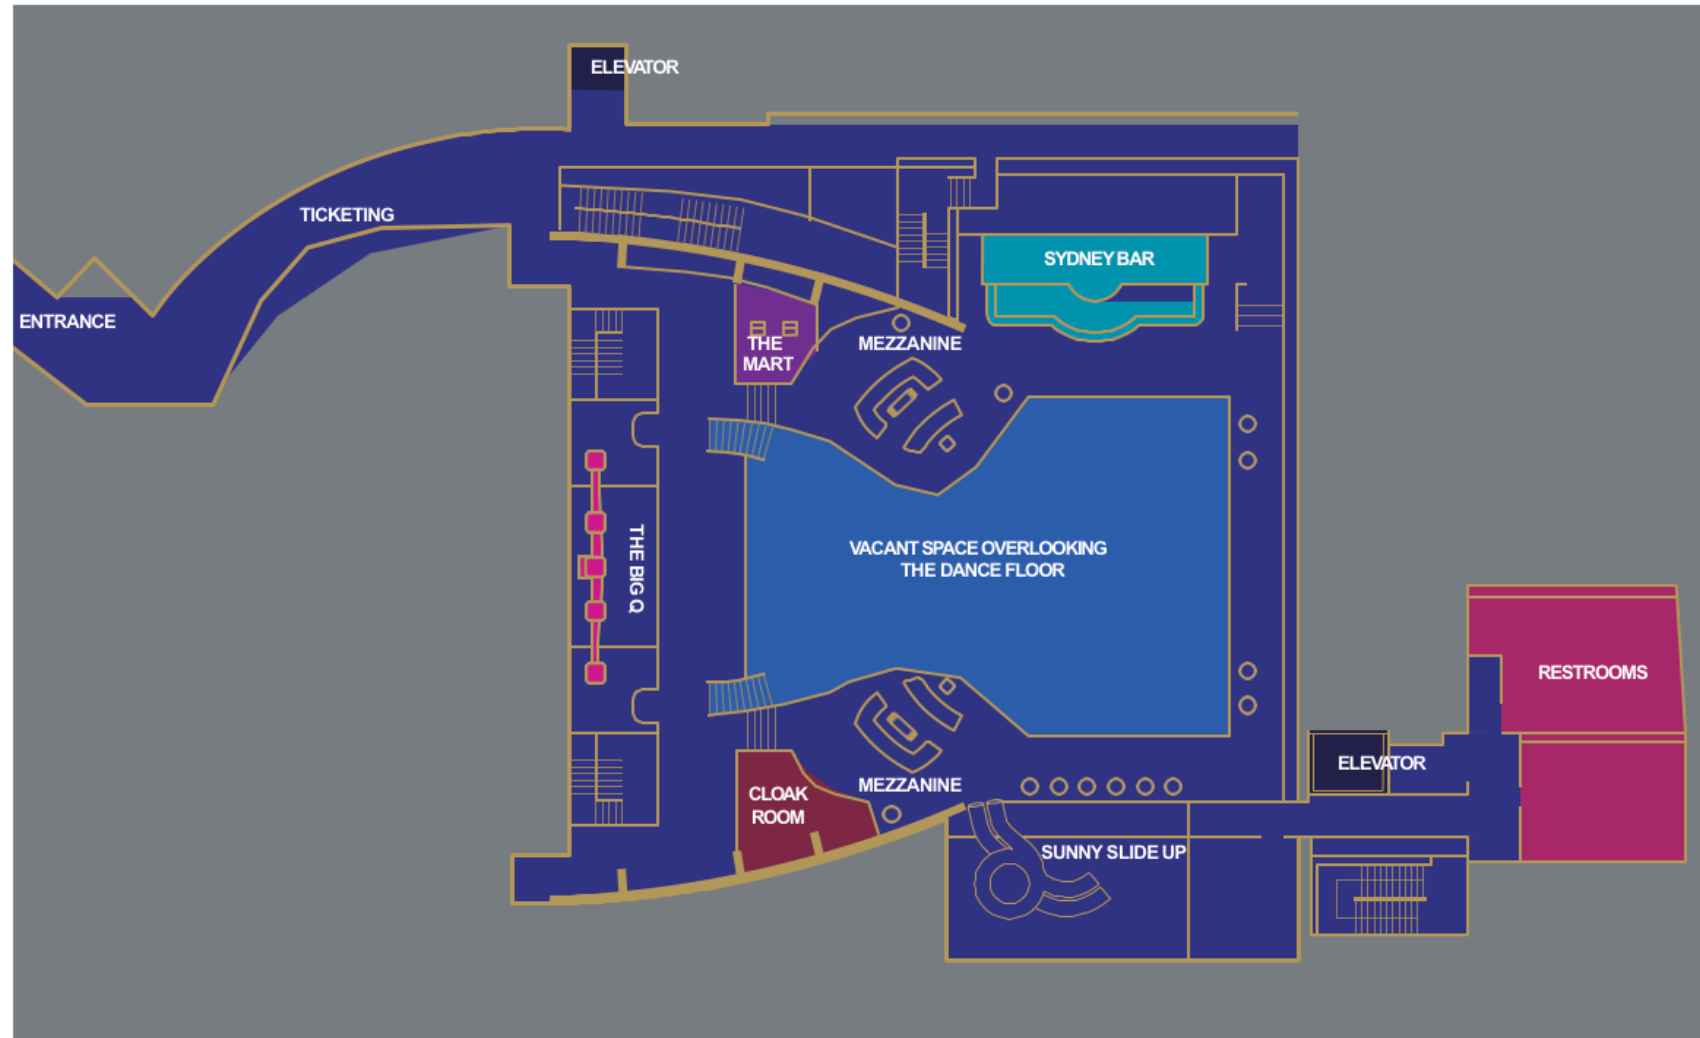 ELEVATOR
TICKETING
SYDNEY BAR
ENTRANCE
THE
MART
MEZZANINE
THE BIG Q
VACANT SPACE OVERLOOKING
THE DANCE FLOOR
RESTROOMS
ELEVATOR
MEZZANINE
CLOAK
ROOM
SUNNY SLIDE UP